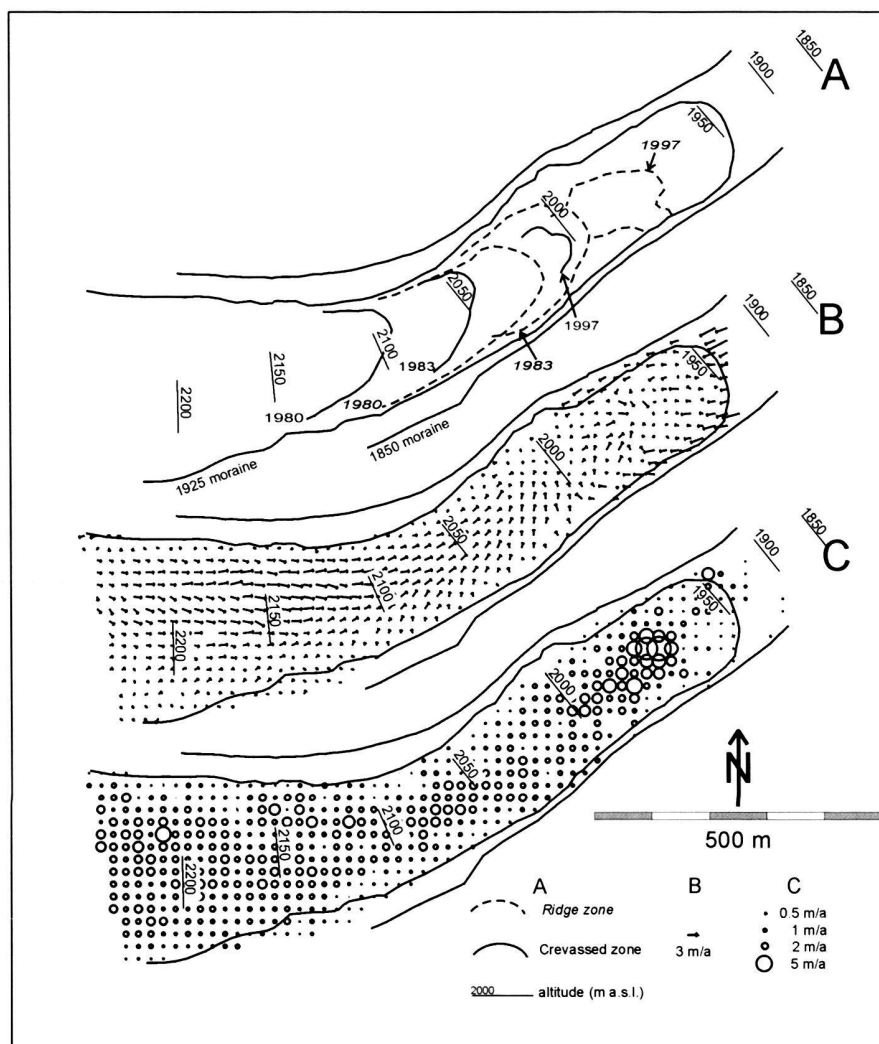 1850
1900
A
1950
1997
2000
2050
1997
2100
1983
1983
2150
2200
1980
1980
1850 moraine
1925 moraine
1850
1900
B
1950
2000
2050
2100
2150
2200
1850
1900
C
1950
2000
2050
2100
2150
2200
N
500 m
A
B
C
Ridge zone
Crevassed zone
3 m/a
0.5 m/a
1 m/a
2 m/a
5 m/a
2000
altitude (m a.s.l.)